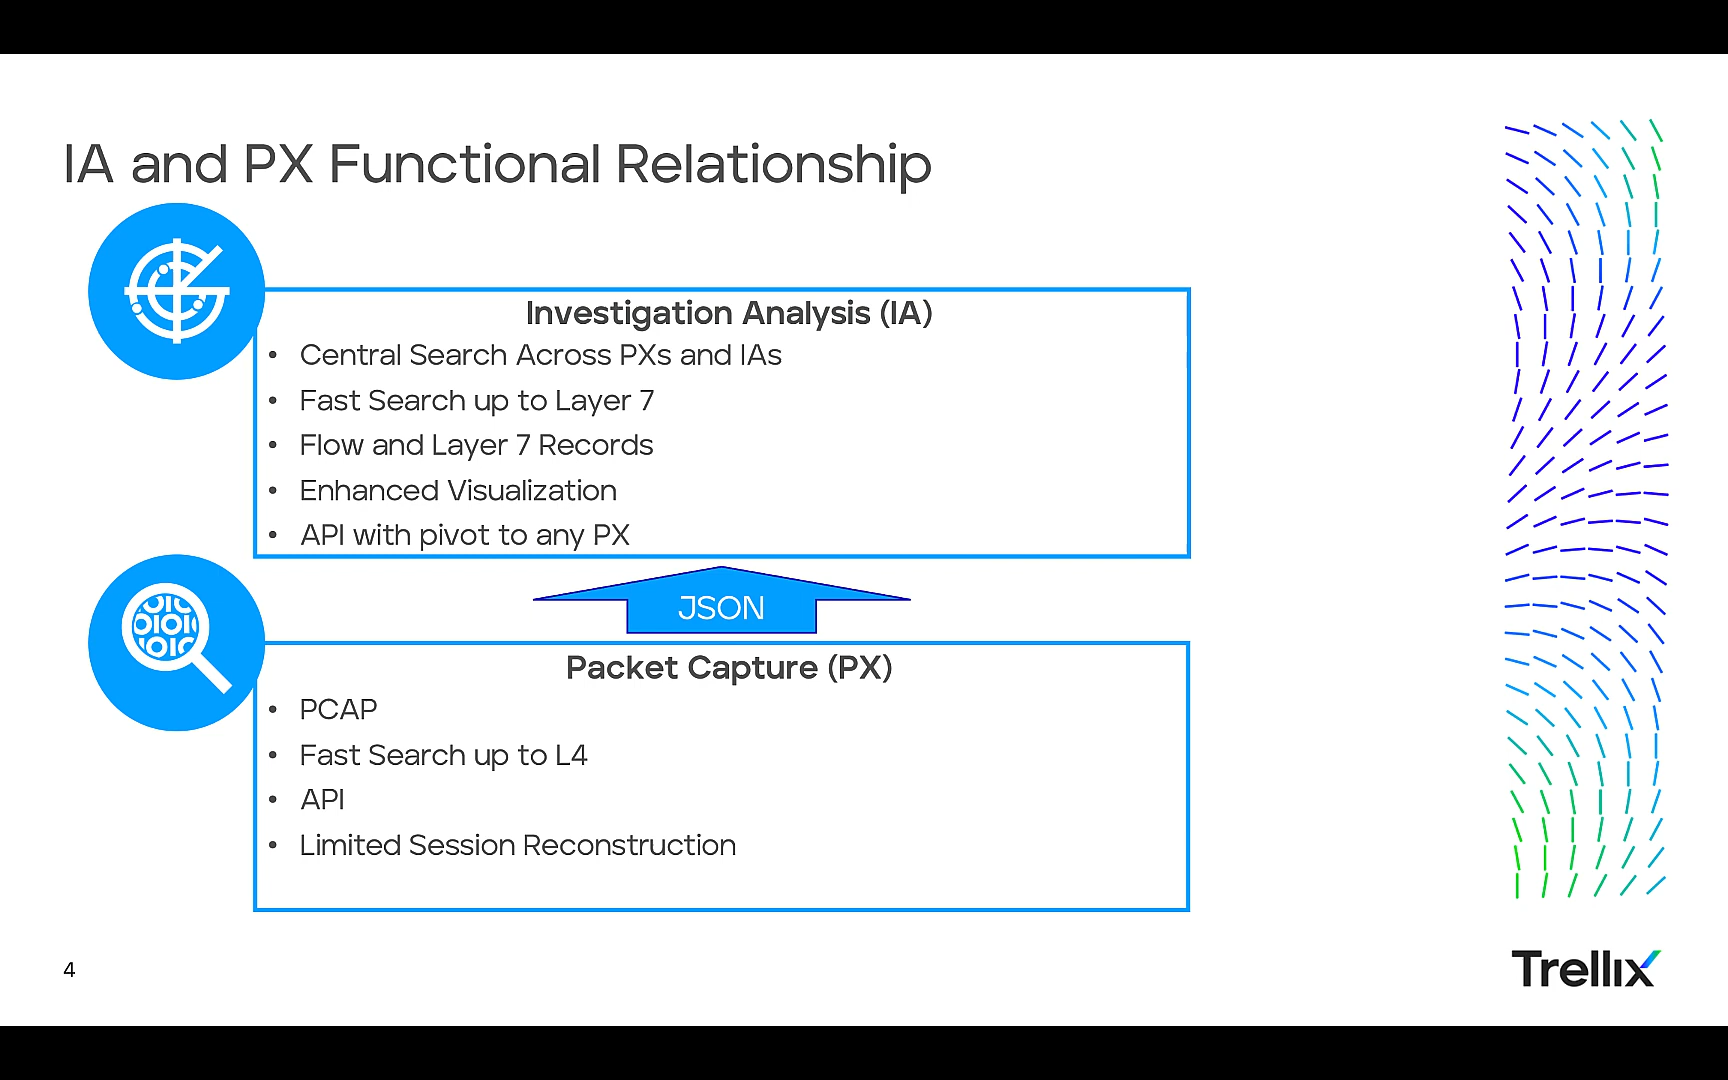 IA and PX Functional Relationship
Investigation Analysis (IA)
• Central Search Across PXs and IAs
• Fast Search up to Layer 7
• Flow and Layer 7 Records
• Enhanced Visualization
• API with pivot to any PX
JSON
Packet Capture (PX)
• PCAP
• Fast Search up to L4
• API
• Limited Session Reconstruction
4
Trellix